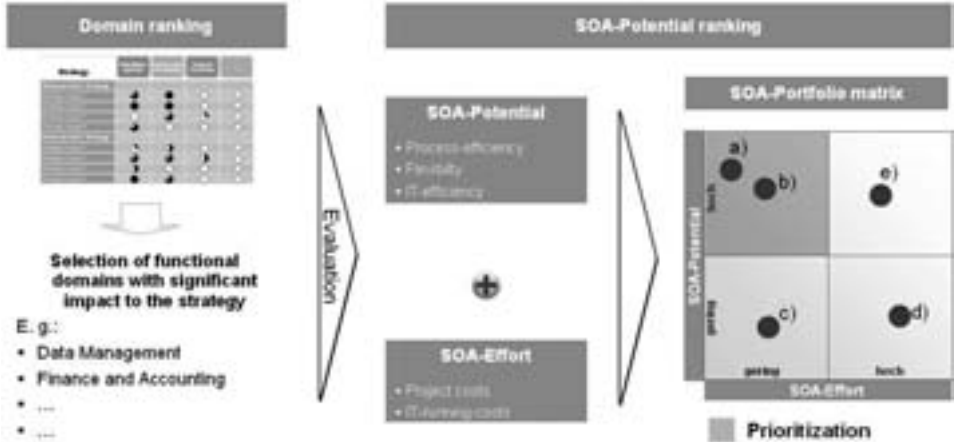 Domain ranking
SOA-Potential ranking
Strategy
Selection of functional
domains with significant
impact to the strategy
E. g.:
• Data Management
• Finance and Accounting
• ...
• ...
Evaluation
SOA-Potential
• Process-efficiency
• Flexibility
• IT-efficiency
SOA-Effort
• Project costs
• IT-running costs
SOA-Portfolio matrix
SOA-Potential
hoch
gering
a)
b)
e)
c)
d)
gering
hoch
SOA-Effort
Prioritization